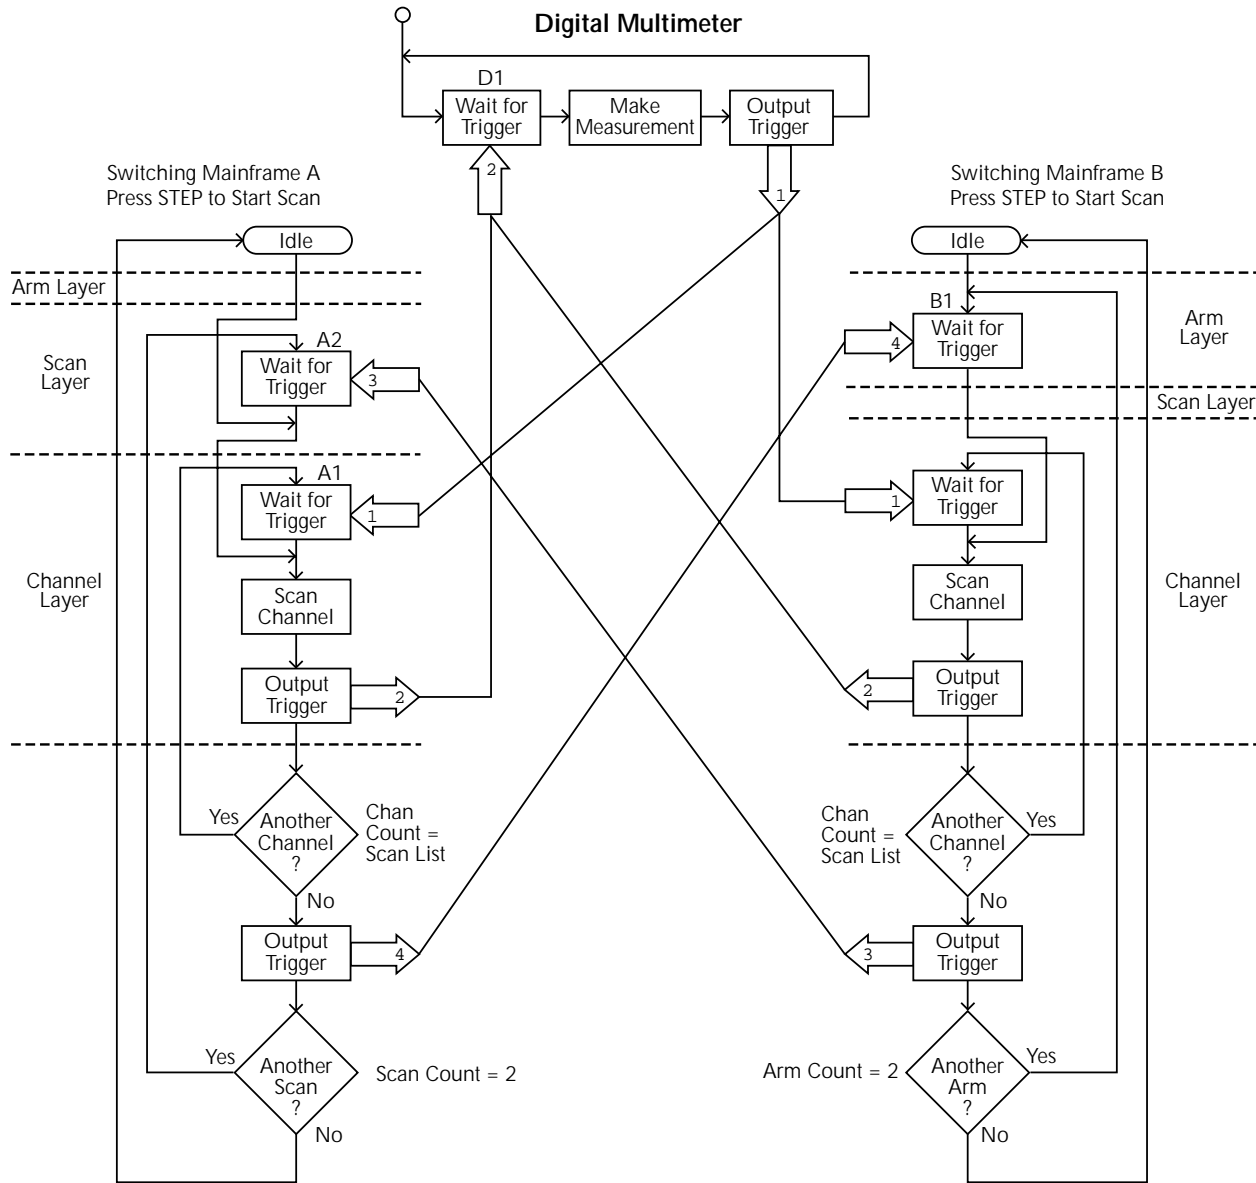 Digital Multimeter
D1
Wait for
Trigger
Make
Measurement
Output
Trigger
2
1
Switching Mainframe A
Press STEP to Start Scan
Idle
Arm Layer
Scan
Layer
A2
Wait for
Trigger
3
A1
Wait for
Trigger
1
Channel
Layer
Scan
Channel
Output
Trigger
2
Another
Channel
?
Yes
No
Chan
Count =
Scan List
Output
Trigger
4
Another
Scan
?
Yes
No
Scan Count = 2
Switching Mainframe B
Press STEP to Start Scan
Idle
B1
Wait for
Trigger
4
Arm
Layer
Scan Layer
Wait for
Trigger
1
Scan
Channel
Channel
Layer
Output
Trigger
2
Chan
Count =
Scan List
Another
Channel
?
Yes
No
Output
Trigger
3
Arm Count = 2
Another
Arm
?
Yes
No